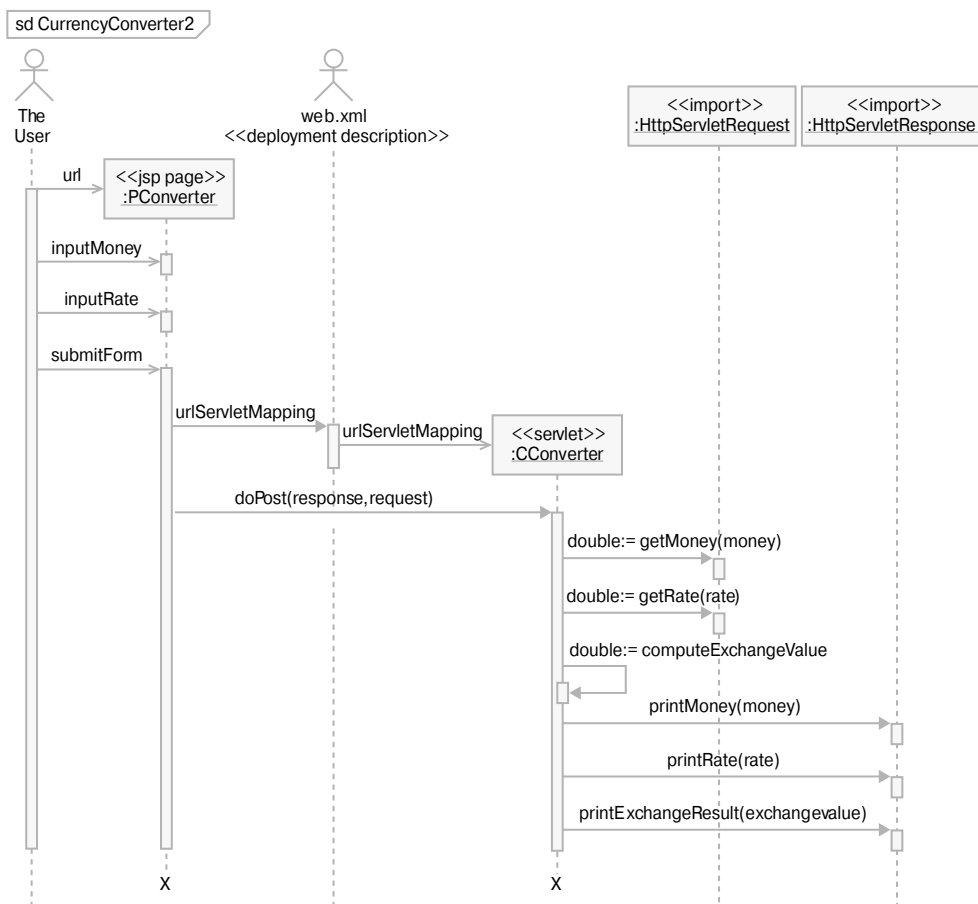 sd CurrencyConverter2
The
User
web.xml
<<deployment description>>
<<import>>
:HttpServletRequest
<<import>>
:HttpServletResponse
url
<<jsp page>>
:PConverter
inputMoney
inputRate
submitForm
urlServletMapping
urlServletMapping
<<servlet>>
:CConverter
doPost(response,request)
double:= getMoney(money)
double:= getRate(rate)
double:= computeExchangeValue
printMoney(money)
printRate(rate)
printExchangeResult(exchangevalue)
X
X